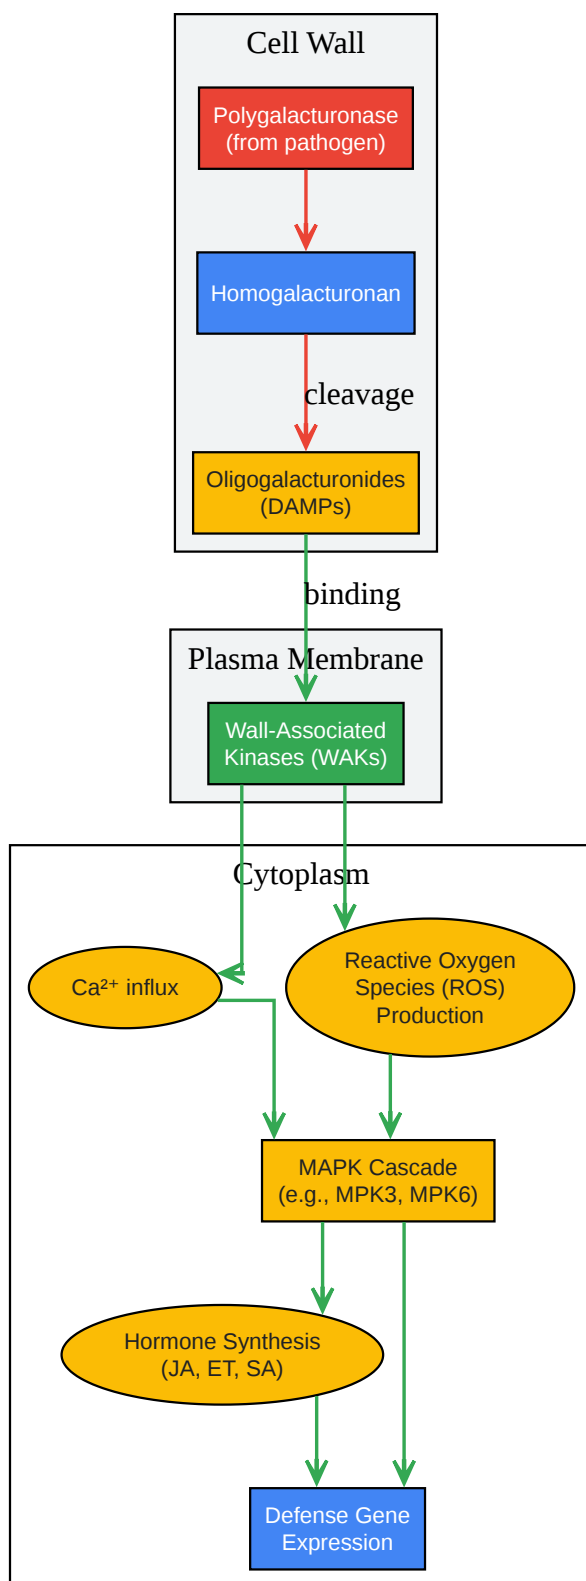 Cell Wall
Polygalacturonase
(from pathogen)
Homogalacturonan
cleavage
Oligogalacturonides
(DAMPs)
binding
Plasma Membrane
Wall-Associated
Kinases (WAKs)
Cytoplasm
Ca²⁺ influx
Reactive Oxygen
Species (ROS)
Production
MAPK Cascade
(e.g., MPK3, MPK6)
Hormone Synthesis
(JA, ET, SA)
Defense Gene
Expression